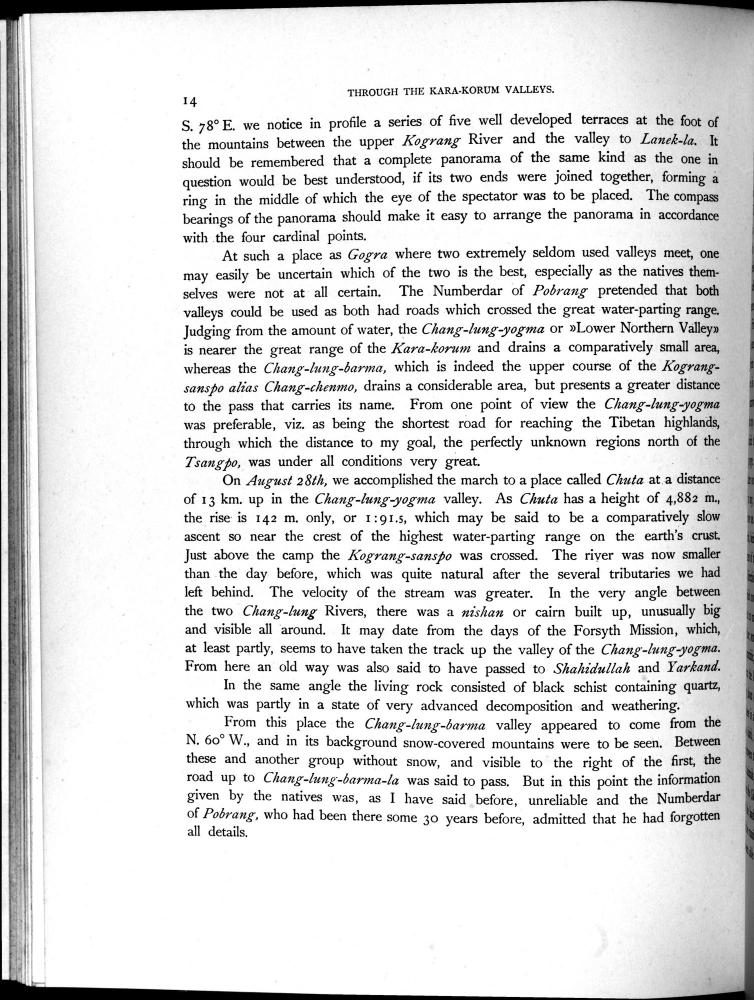 THROUGH THE KARA-KORUM VALLEYS.
14
S. 78° E. we notice in profile a series of five well developed terraces at the foot of
the mountains between the upper Kograng River and the valley to Lanek-la. It
should be remembered that a complete panorama of the same kind as the one in
question would be best understood, if its two ends were joined together, forming a
ring in the middle of which the eye of the spectator was to be placed. The compass
bearings of the panorama should make it easy to arrange the panorama in accordance
with the four cardinal points.
At such a place as Gogra where two extremely seldom used valleys meet, one
may easily be uncertain which of the two is the best, especially as the natives them-
selves were not at all certain. The Numberdar of Pobrang pretended that both
valleys could be used as both had roads which crossed the great water-parting range.
Judging from the amount of water, the Chang-lung-yogma or »Lower Northern Valley»
is nearer the great range of the Kara-korum and drains a comparatively small area,
whereas the Chang-lung-barma, which is indeed the upper course of the Kograng-
sanspo alias Chang-chenmo, drains a considerable area, but presents a greater distance
to the pass that carries its name. From one point of view the Chang-lung-yogma
was preferable, viz. as being the shortest road for reaching the Tibetan highlands,
through which the distance to my goal, the perfectly unknown regions north of the
Tsangpo, was under all conditions very great.
On August 28th, we accomplished the march to a place called Chuta at a distance
of 13 km. up in the Chang-lung-yogma valley. As Chuta has a height of 4,882 m.,
the rise is 142 m. only, or 1:91.5, which may be said to be a comparatively slow
ascent so near the crest of the highest water-parting range on the earth's crust.
Just above the camp the Kograng-sanspo was crossed. The river was now smaller
than the day before, which was quite natural after the several tributaries we had
left behind. The velocity of the stream was greater. In the very angle between
the two Chang-lung Rivers, there was a nishan or cairn built up, unusually big
and visible all around. It may date from the days of the Forsyth Mission, which,
at least partly, seems to have taken the track up the valley of the Chang-lung-yogma.
From here an old way was also said to have passed to Shahidullah and Yarkand.
In the same angle the living rock consisted of black schist containing quartz,
which was partly in a state of very advanced decomposition and weathering.
From this place the Chang-lung-barma valley appeared to come from the
N. 60° W., and in its background snow-covered mountains were to be seen. Between
these and another group without snow, and visible to the right of the first, the
road up to Chang-lung-barma-la was said to pass. But in this point the information
given by the natives was, as I have said before, unreliable and the Numberdar
of Pobrang, who had been there some 30 years before, admitted that he had forgotten
all details.